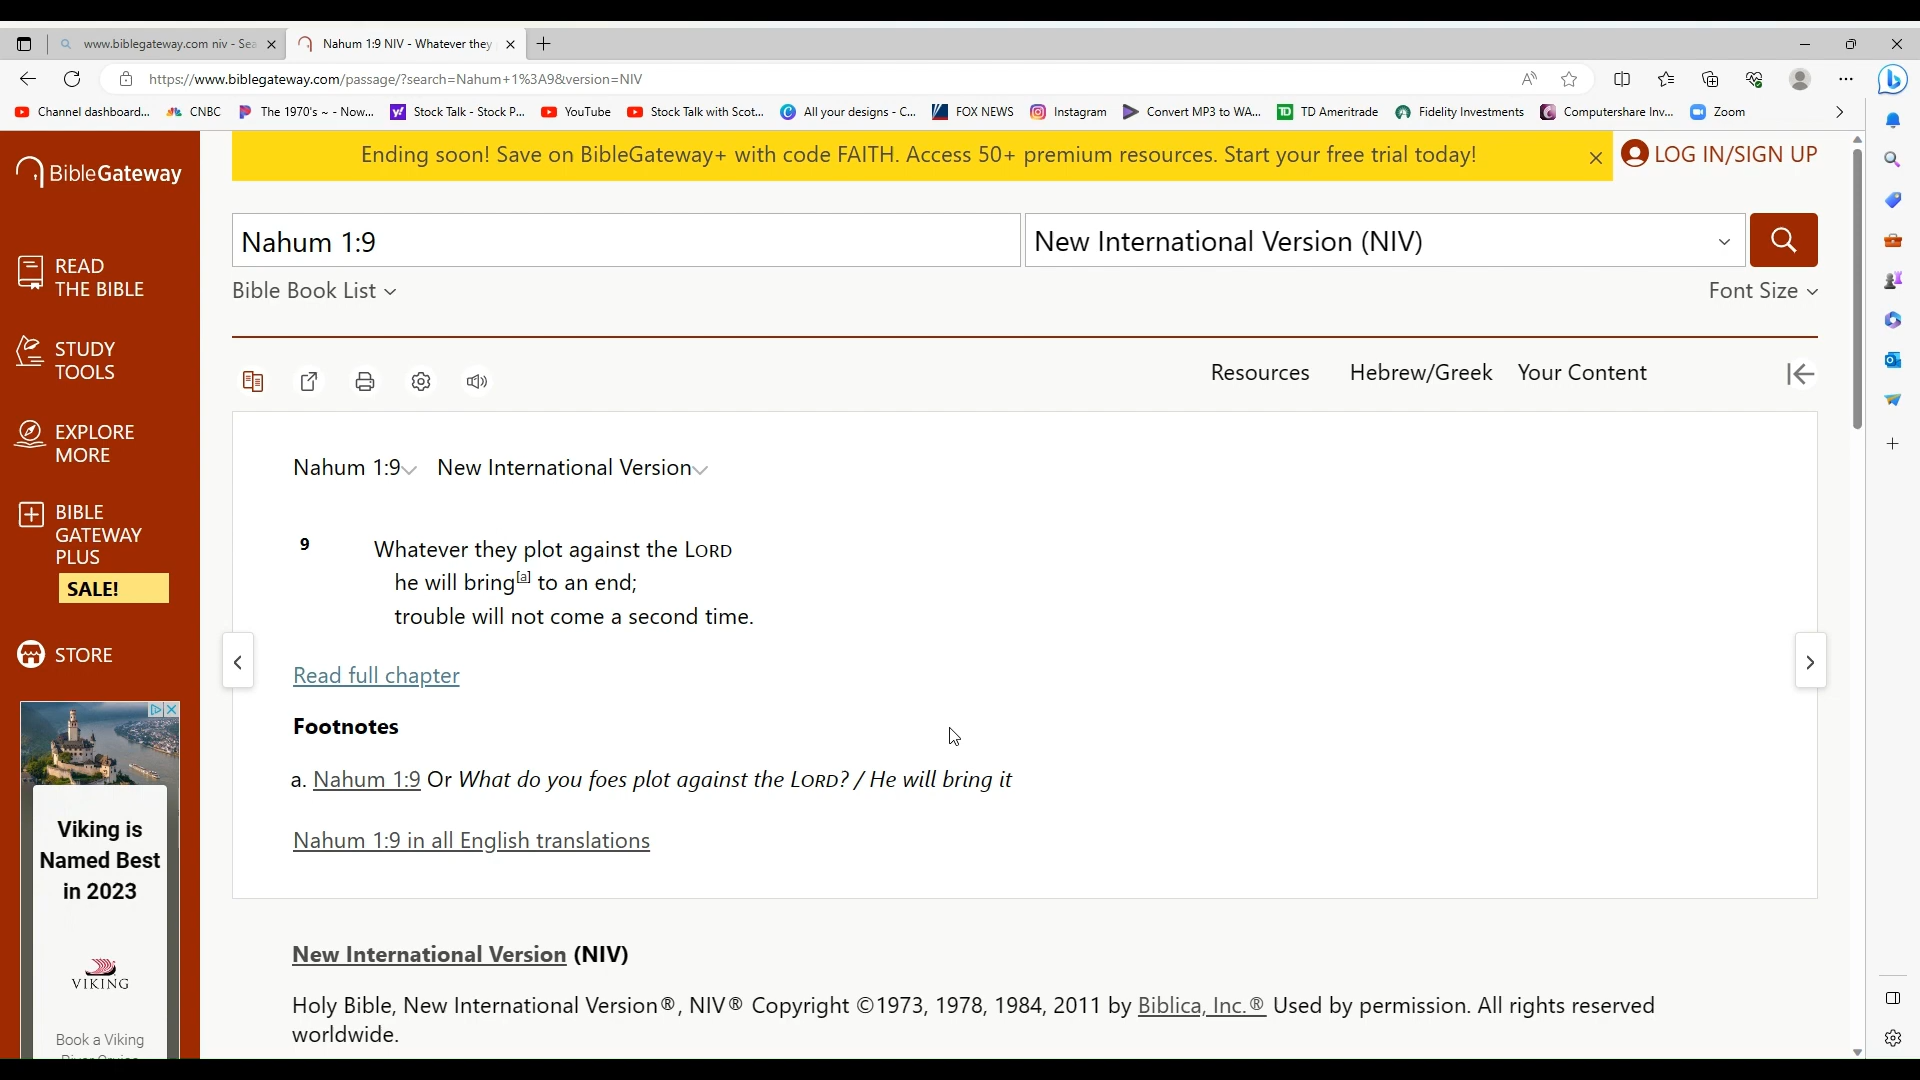 www.biblegateway.com niv - Sea
Nahum 1:9 NIV - Whatever they
https://www.biblegateway.com/passage/?search=Nahum+1%3A9&version=NIV
Channel dashboard... CNBC The 1970's ~ - Now... Stock Talk - Stock P... YouTube Stock Talk with Scot... All your designs - C... FOX NEWS Instagram Convert MP3 to WA... TD Ameritrade Fidelity Investments Computershare Inv... Zoom
BibleGateway
Ending soon! Save on BibleGateway+ with code FAITH. Access 50+ premium resources. Start your free trial today!
LOG IN/SIGN UP
Nahum 1:9
New International Version (NIV)
Bible Book List
Font Size
READ
THE BIBLE
STUDY
TOOLS
EXPLORE
MORE
BIBLE
GATEWAY
PLUS
SALE!
STORE
Resources Hebrew/Greek Your Content
Nahum 1:9 New International Version
9 Whatever they plot against the LORD
he will bring[a] to an end;
trouble will not come a second time.
Read full chapter
Footnotes
a. Nahum 1:9 Or What do you foes plot against the LORD? / He will bring it
Nahum 1:9 in all English translations
New International Version (NIV)
Holy Bible, New International Version®, NIV® Copyright ©1973, 1978, 1984, 2011 by Biblica, Inc.® Used by permission. All rights reserved
worldwide.
Viking is
Named Best
in 2023
VIKING
Book a Viking